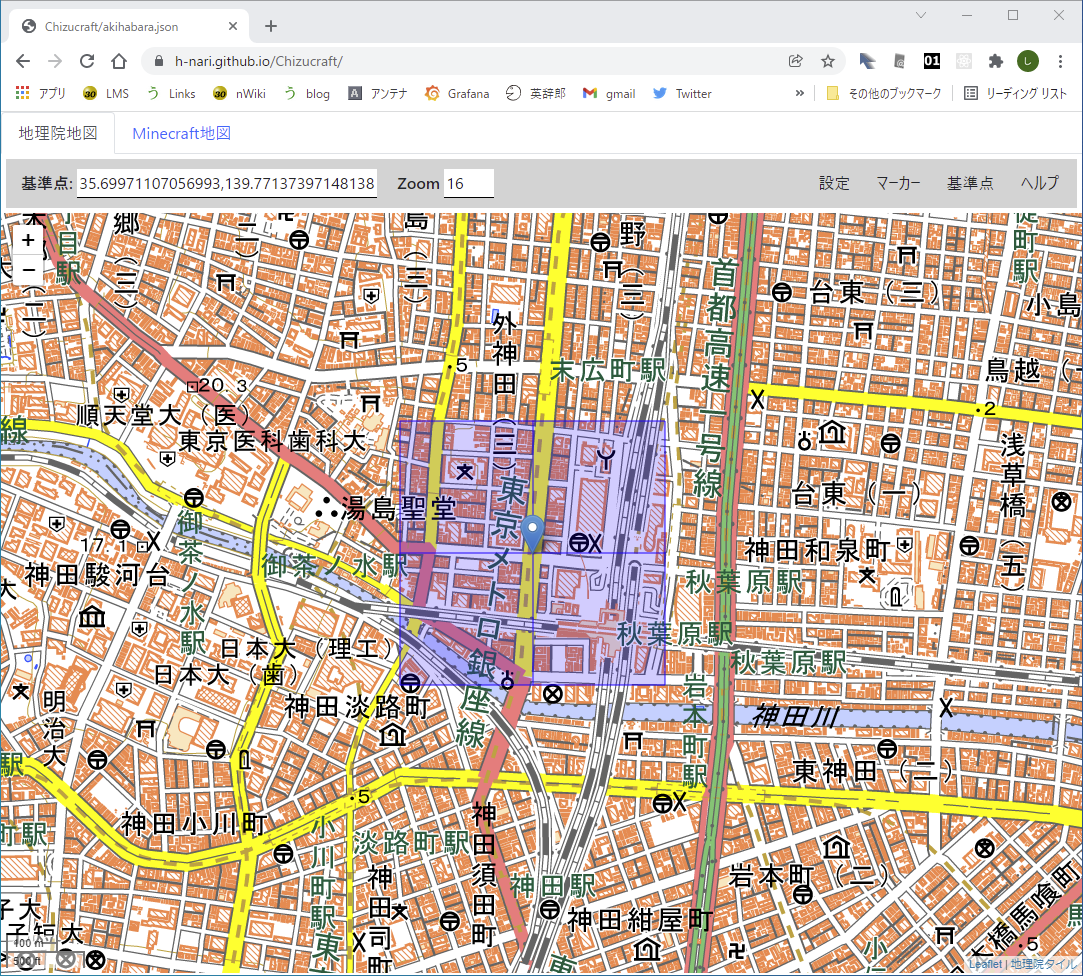 Chizucraft/akihabara.json
h-nari.github.io/Chizucraft/
アプリ LMS Links nWiki blog アンテナ Grafana 英辞郎 gmail Twitter » その他のブックマーク リーディング リスト
地理院地図 Minecraft地図
基準点: 35.69971107056993,139.77137397148138 Zoom 16 設定 マーカー 基準点 ヘルプ
+
−
郷(三)
島(三)
外神田(三)
野(三)
首都高速一号線
台東(三)
町駅
小島
目駅
末広町駅
鳥越
.5
20.3
.2
順天堂大(医)
東京医科歯科大
線
湯島聖堂
東京メトロ銀座線
台東(一)
浅草橋(五)
17.1
神田駿河台
御茶ノ水駅
御茶ノ水駅
神田和泉町
秋葉原駅
秋葉原駅
秋葉原駅
日本大(理工)
日本大(歯)
神田淡路町
明治大
岩本町駅
神田川
東神田(二)
駅
.5
神田小川町
小川町駅
淡路町駅
神田須田町
町駅
神田司町
神田駅
神田紺屋町
岩本町(二)
大橋馬喰町
.5
子短大
東
小
100 m
500 ft
Leaflet | 地理院タイル